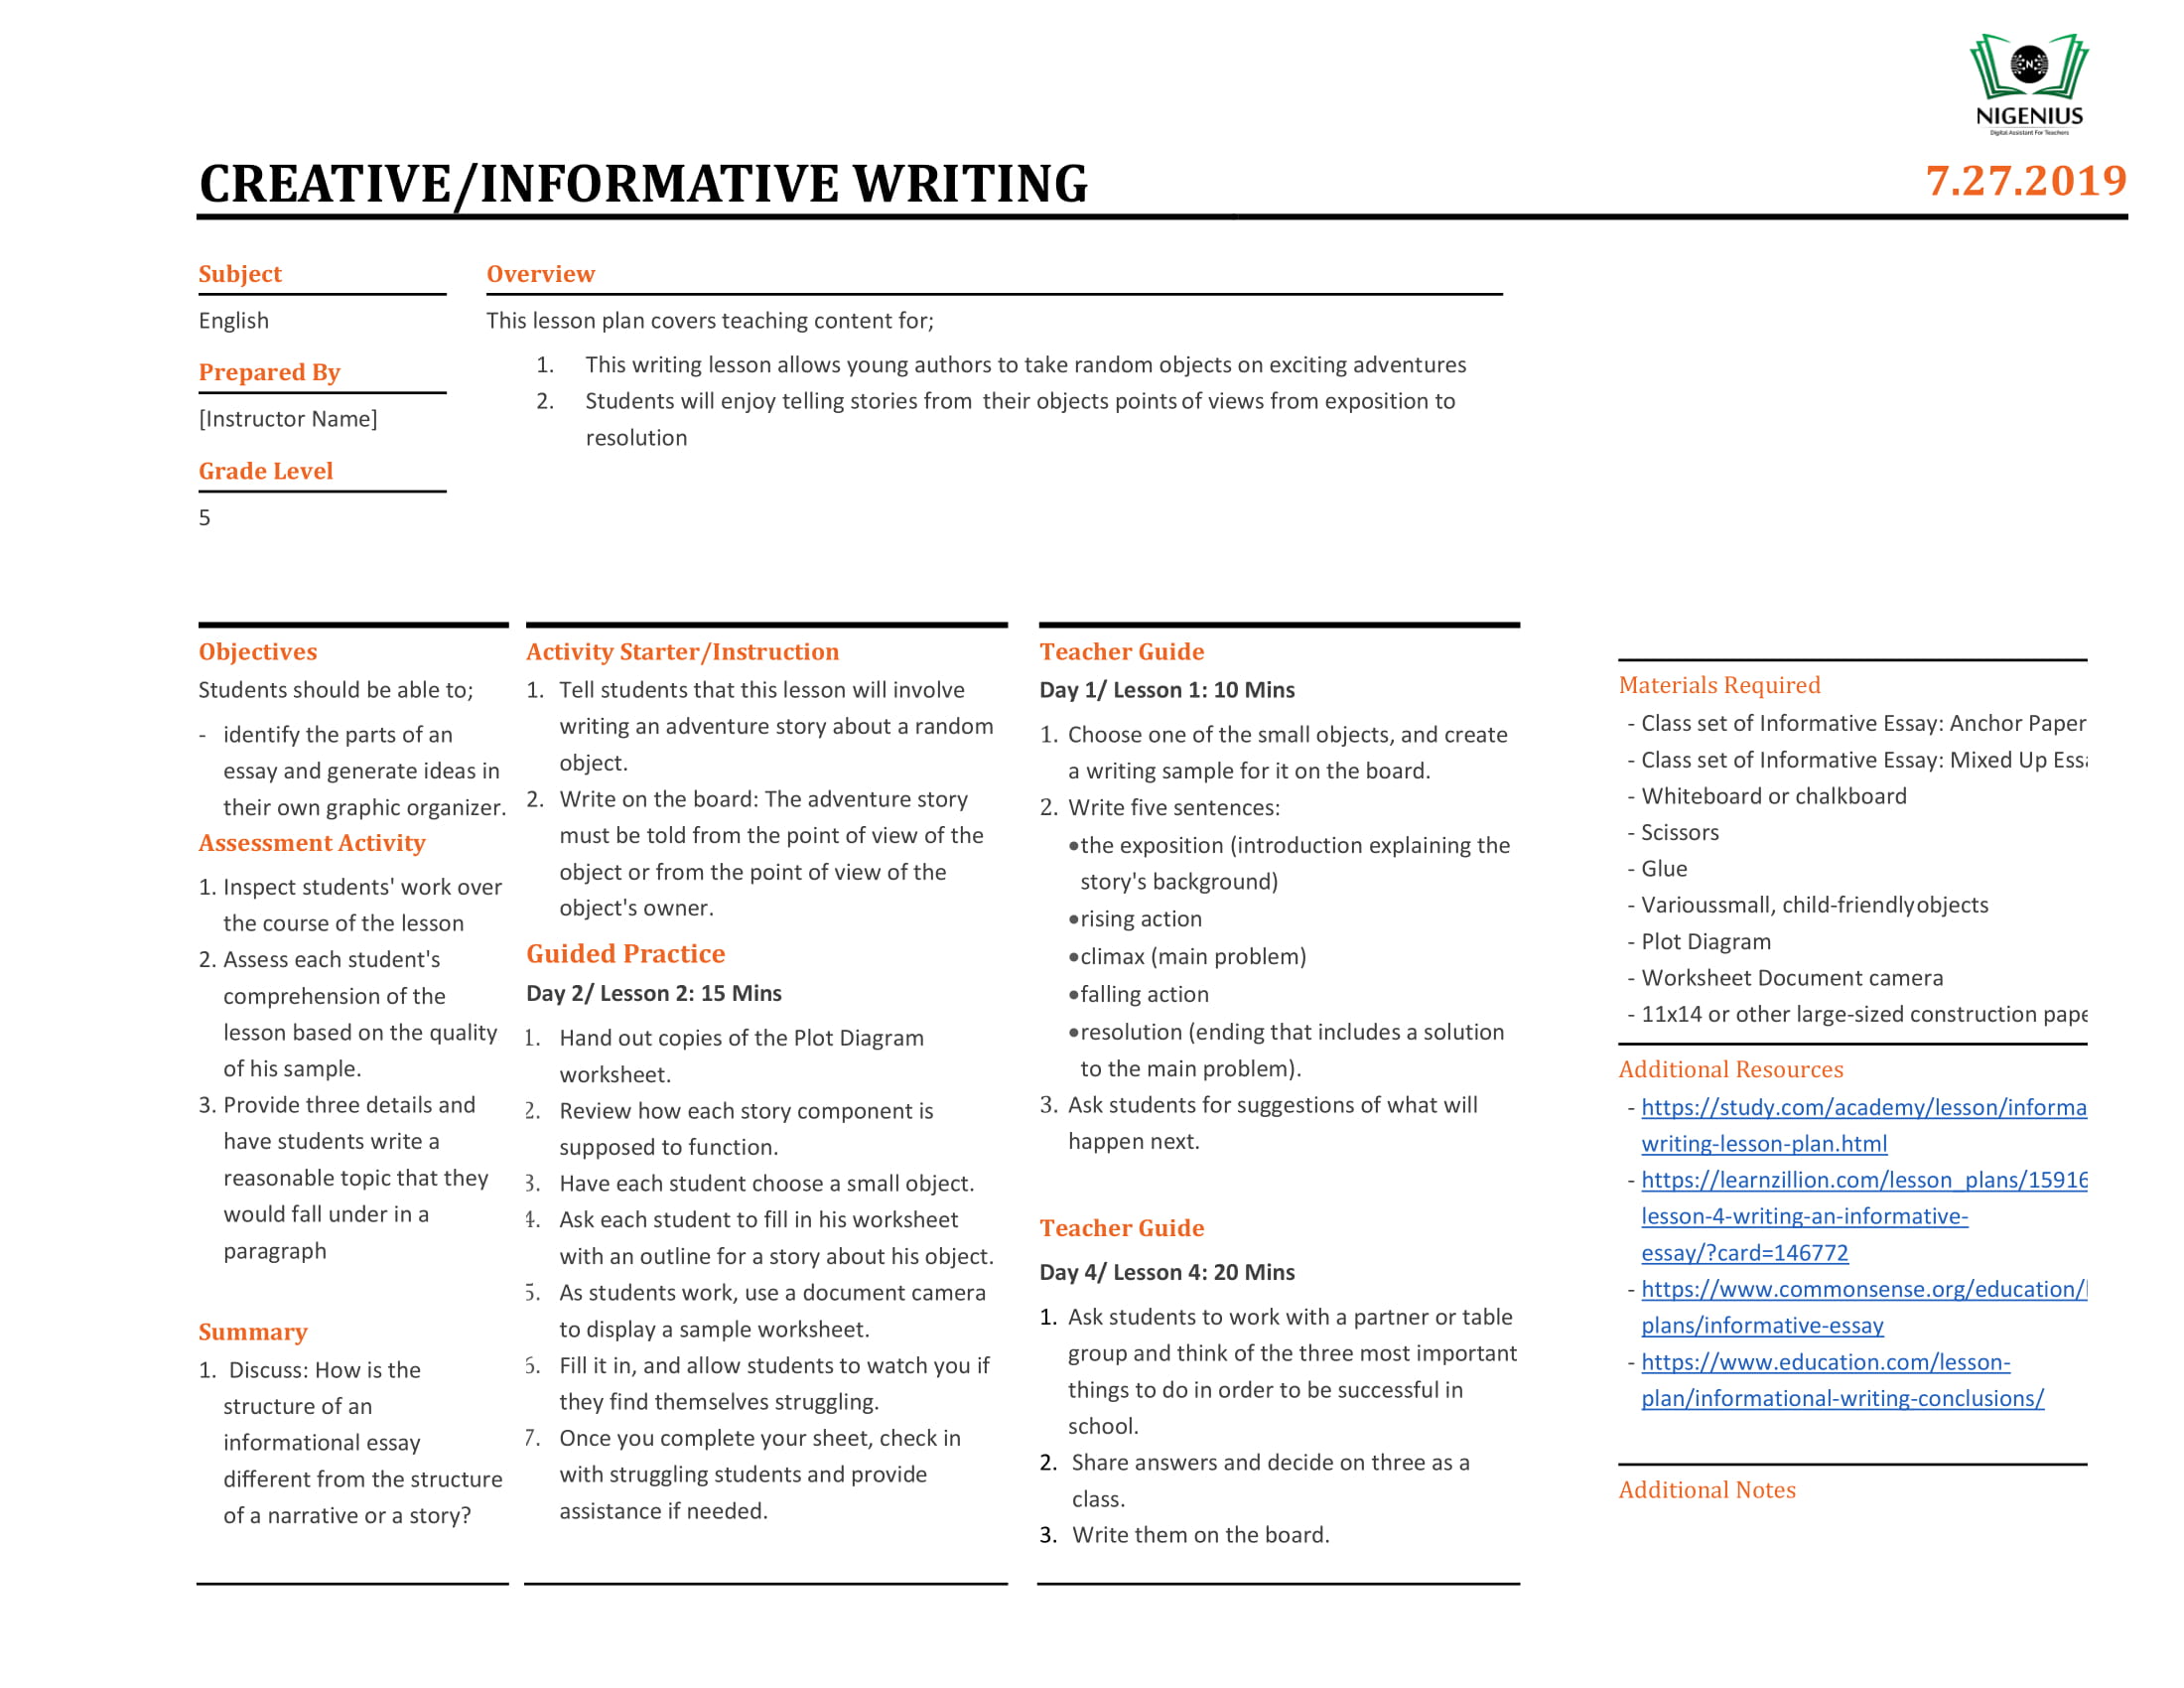 NIGENIUS
Digital Assistant For Teachers
CREATIVE/INFORMATIVE WRITING
7.27.2019
Subject
English
Prepared By
[Instructor Name]
Grade Level
5
Overview
This lesson plan covers teaching content for;
1. This writing lesson allows young authors to take random objects on exciting adventures
2. Students will enjoy telling stories from their objects points of views from exposition to
resolution
Objectives
Students should be able to;
- identify the parts of an
essay and generate ideas in
their own graphic organizer.
Assessment Activity
1. Inspect students' work over
the course of the lesson
2. Assess each student's
comprehension of the
lesson based on the quality
of his sample.
3. Provide three details and
have students write a
reasonable topic that they
would fall under in a
paragraph
Summary
1. Discuss: How is the
structure of an
informational essay
different from the structure
of a narrative or a story?
Activity Starter/Instruction
1. Tell students that this lesson will involve
writing an adventure story about a random
object.
2. Write on the board: The adventure story
must be told from the point of view of the
object or from the point of view of the
object's owner.
Guided Practice
Day 2/ Lesson 2: 15 Mins
1. Hand out copies of the Plot Diagram
worksheet.
2. Review how each story component is
supposed to function.
3. Have each student choose a small object.
4. Ask each student to fill in his worksheet
with an outline for a story about his object.
5. As students work, use a document camera
to display a sample worksheet.
6. Fill it in, and allow students to watch you if
they find themselves struggling.
7. Once you complete your sheet, check in
with struggling students and provide
assistance if needed.
Teacher Guide
Day 1/ Lesson 1: 10 Mins
1. Choose one of the small objects, and create
a writing sample for it on the board.
2. Write five sentences:
•the exposition (introduction explaining the
story's background)
•rising action
•climax (main problem)
•falling action
•resolution (ending that includes a solution
to the main problem).
3. Ask students for suggestions of what will
happen next.
Teacher Guide
Day 4/ Lesson 4: 20 Mins
1. Ask students to work with a partner or table
group and think of the three most important
things to do in order to be successful in
school.
2. Share answers and decide on three as a
class.
3. Write them on the board.
Materials Required
- Class set of Informative Essay: Anchor Paper
- Class set of Informative Essay: Mixed Up
- Whiteboard or chalkboard
- Scissors
- Glue
- Varioussmall, child-friendlyobjects
- Plot Diagram
- Worksheet Document camera
- 11x14 or other large-sized construction
Additional Resources
- https://study.com/academy/lesson/informa
writing-lesson-plan.html
- https://learnzillion.com/lesson_plans/15916
lesson-4-writing-an-informative-
essay/?card=146772
- https://www.commonsense.org/education/
plans/informative-essay
- https://www.education.com/lesson-
plan/informational-writing-conclusions/
Additional Notes